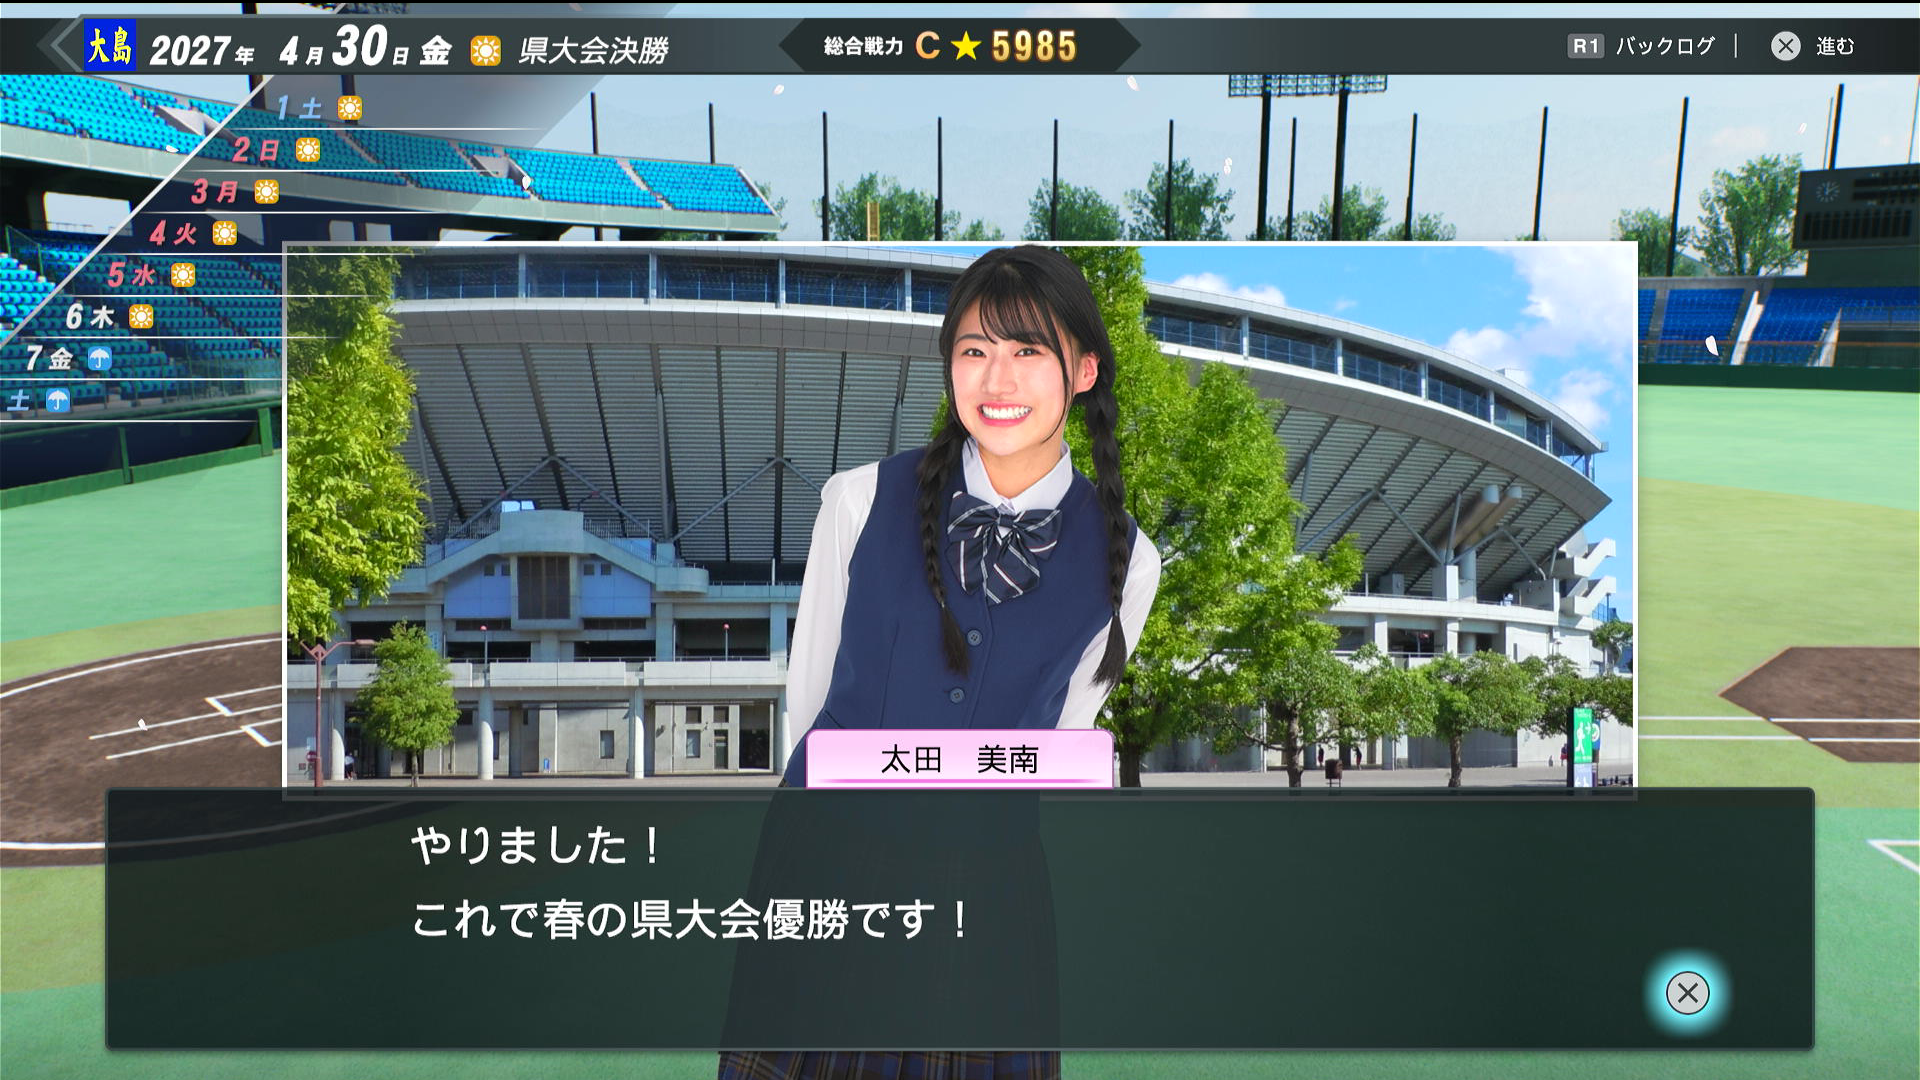 大島 2027年 4月30日 金 県大会決勝
総合戦力 C ★ 5985
R1 バックログ | ⊗ 進む
1 土
2 日
3 月
4 火
5 水
6 木
7 金
土
太田 美南
やりました！
これで春の県大会優勝です！